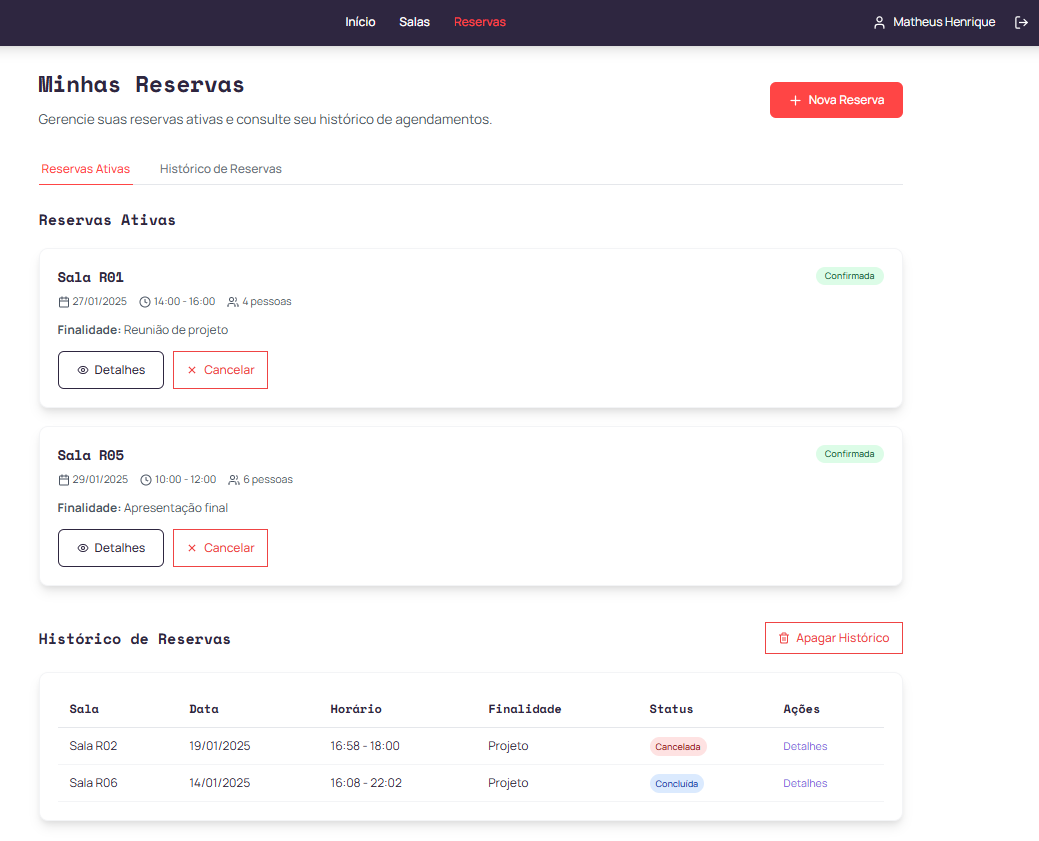 Início Salas Reservas Matheus Henrique
Minhas Reservas
Nova Reserva
Gerencie suas reservas ativas e consulte seu histórico de agendamentos.
Reservas Ativas Histórico de Reservas
Reservas Ativas
Sala R01 Confirmada
27/01/2025 14:00 - 16:00 4 pessoas
Finalidade: Reunião de projeto
Detalhes Cancelar
Sala R05 Confirmada
29/01/2025 10:00 - 12:00 6 pessoas
Finalidade: Apresentação final
Detalhes Cancelar
Histórico de Reservas Apagar Histórico
Sala Data Horário Finalidade Status Ações
Sala R02 19/01/2025 16:58 - 18:00 Projeto Cancelada Detalhes
Sala R06 14/01/2025 16:08 - 22:02 Projeto Concluída Detalhes